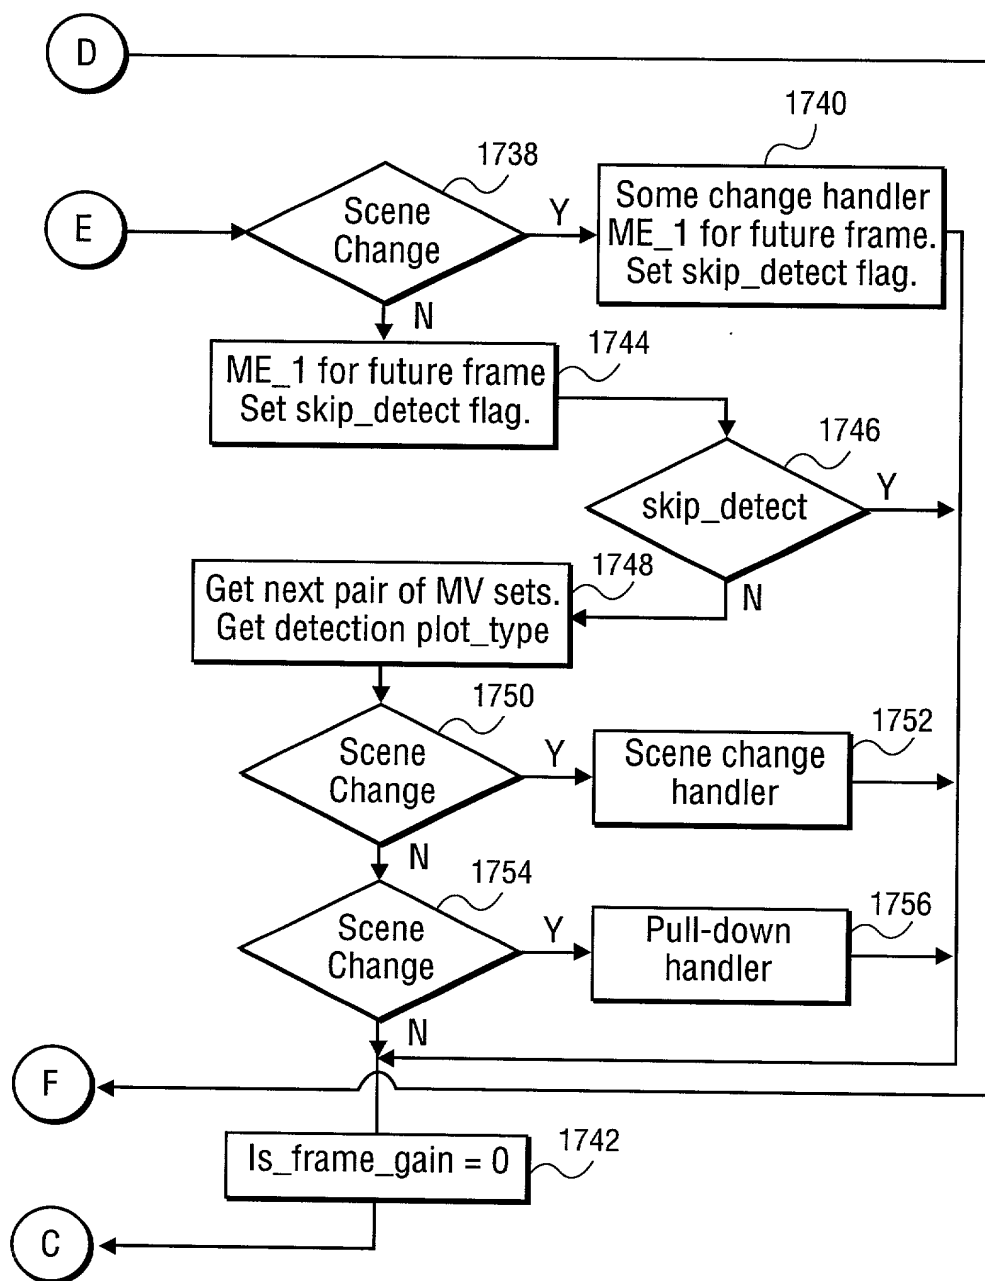 D
1740
1738
Some change handler
ME_1 for future frame.
Set skip_detect flag.
E
Scene
Change
Y
N
1744
ME_1 for future frame
Set skip_detect flag.
1746
skip_detect
Y
N
1748
Get next pair of MV sets.
Get detection plot_type
1750
Scene
Change
Y
1752
Scene change
handler
N
1754
Scene
Change
Y
1756
Pull-down
handler
N
F
Is_frame_gain = 0
1742
C